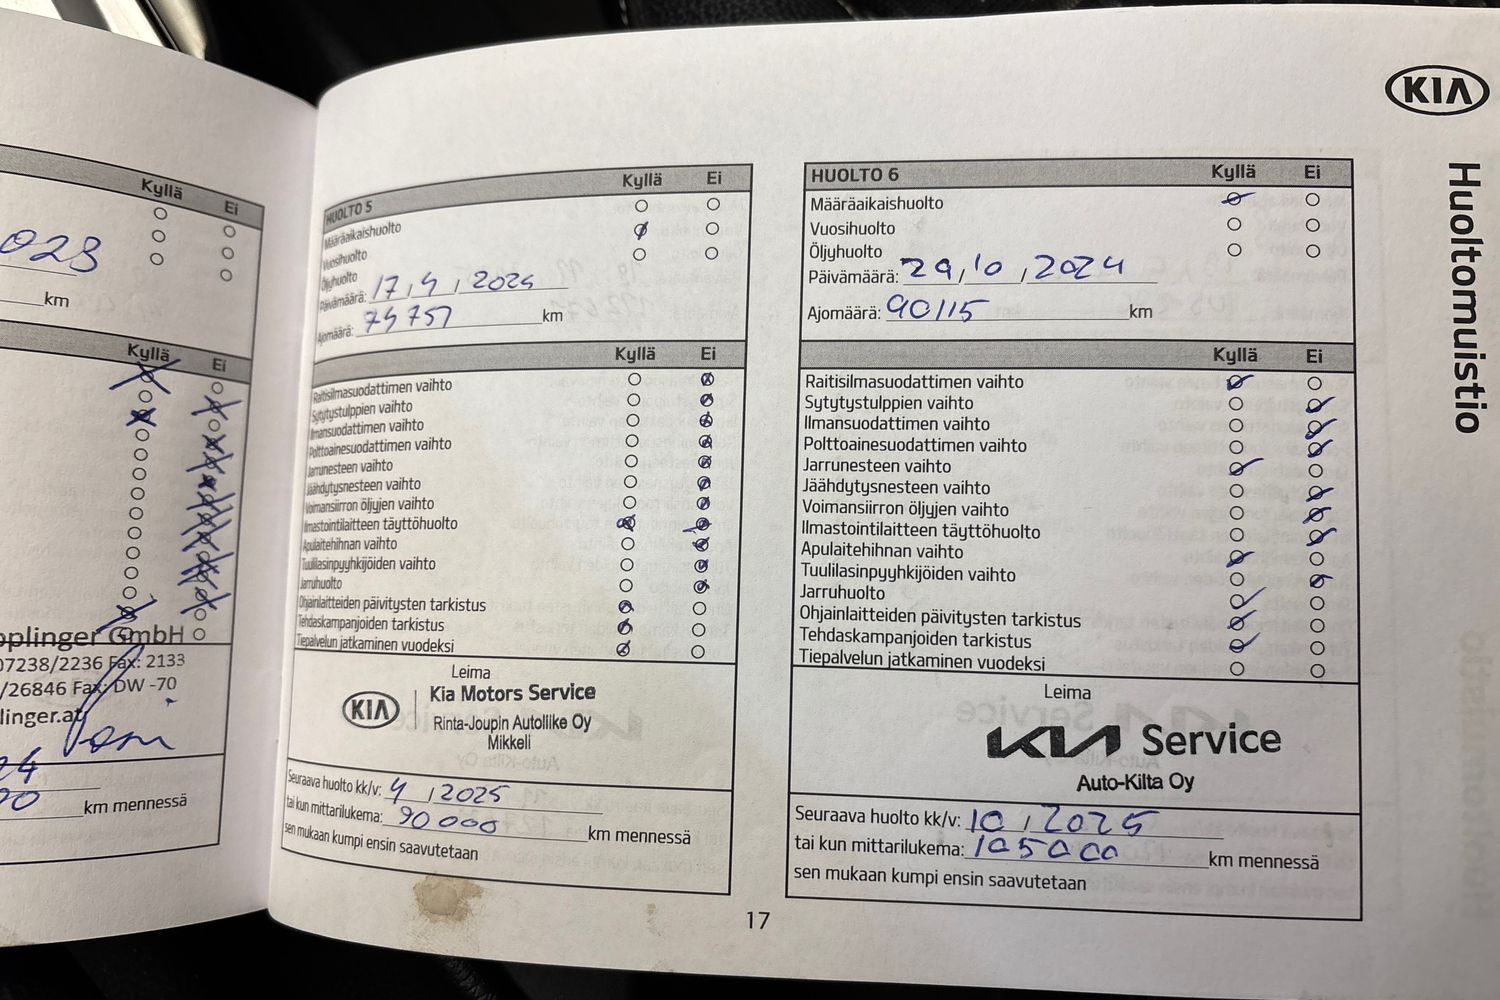 Kyllä Ei
023
km
Kyllä Ei
pplinger GmbH
07238/2236 Fax: 2133
/26846 Fax: DW -70
linger.at
24
00 km mennessä
HUOLTO 5 Kyllä Ei
Määräaikaishuolto
Vuosihuolto
Öljyhuolto
Päivämäärä: 17.4.2024
Ajomäärä: 74751 km
Kyllä Ei
Raitisilmasuodattimen vaihto
Sytytystulppien vaihto
Ilmansuodattimen vaihto
Polttoainesuodattimen vaihto
Jarrunesteen vaihto
Jäähdytysnesteen vaihto
Voimansiirron öljyjen vaihto
Ilmastointilaitteen täyttöhuolto
Apulaitehihnan vaihto
Tuulilasinpyyhkijöiden vaihto
Jarruhuolto
Ohjainlaitteiden päivitysten tarkistus
Tehdaskampanjoiden tarkistus
Tiepalvelun jatkaminen vuodeksi
Leima
KIA Kia Motors Service
Rinta-Joupin Autoliike Oy
Mikkeli
Seuraava huolto kk/v: 4, 2025
tai kun mittarilukema: 90 000 km mennessä
sen mukaan kumpi ensin saavutetaan
HUOLTO 6 Kyllä Ei
Määräaikaishuolto
Vuosihuolto
Öljyhuolto
Päivämäärä: 29,10,2024
Ajomäärä: 90115 km
Kyllä Ei
Raitisilmasuodattimen vaihto
Sytytystulppien vaihto
Ilmansuodattimen vaihto
Polttoainesuodattimen vaihto
Jarrunesteen vaihto
Jäähdytysnesteen vaihto
Voimansiirron öljyjen vaihto
Ilmastointilaitteen täyttöhuolto
Apulaitehihnan vaihto
Tuulilasinpyyhkijöiden vaihto
Jarruhuolto
Ohjainlaitteiden päivitysten tarkistus
Tehdaskampanjoiden tarkistus
Tiepalvelun jatkaminen vuodeksi
Leima
KIA Service
Auto-Kilta Oy
Seuraava huolto kk/v: 10, 2025
tai kun mittarilukema: 105000 km mennessä
sen mukaan kumpi ensin saavutetaan
17
KIA
Huoltomuistio